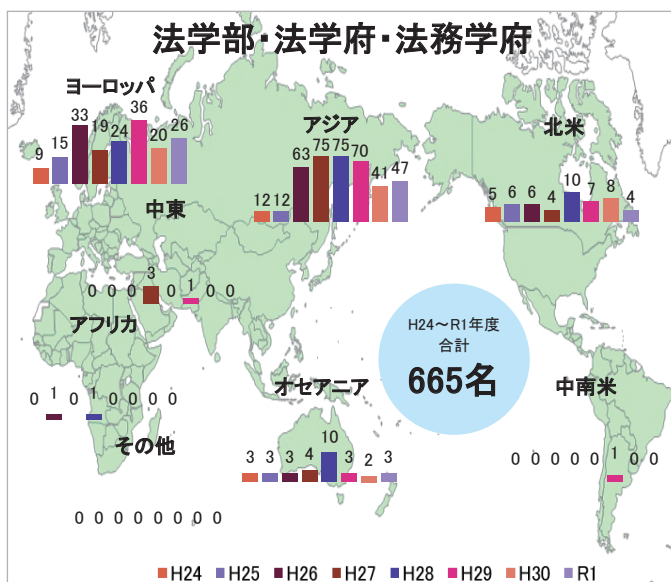 法学部・法学府・法務学府
ヨーロッパ
9 15 33 19 24 36 20 26
アジア
12 12 63 75 75 70 41 47
北米
5 6 6 4 10 7 8 4
中東
0 0 0 3 0 1 0 0
アフリカ
0 1 0 1 0 0 0 0
H24～R1年度
合計
665名
オセアニア
3 3 3 4 10 3 2 3
中南米
0 0 0 0 0 1 0 0
その他
0 0 0 0 0 0 0 0
H24 H25 H26 H27 H28 H29 H30 R1